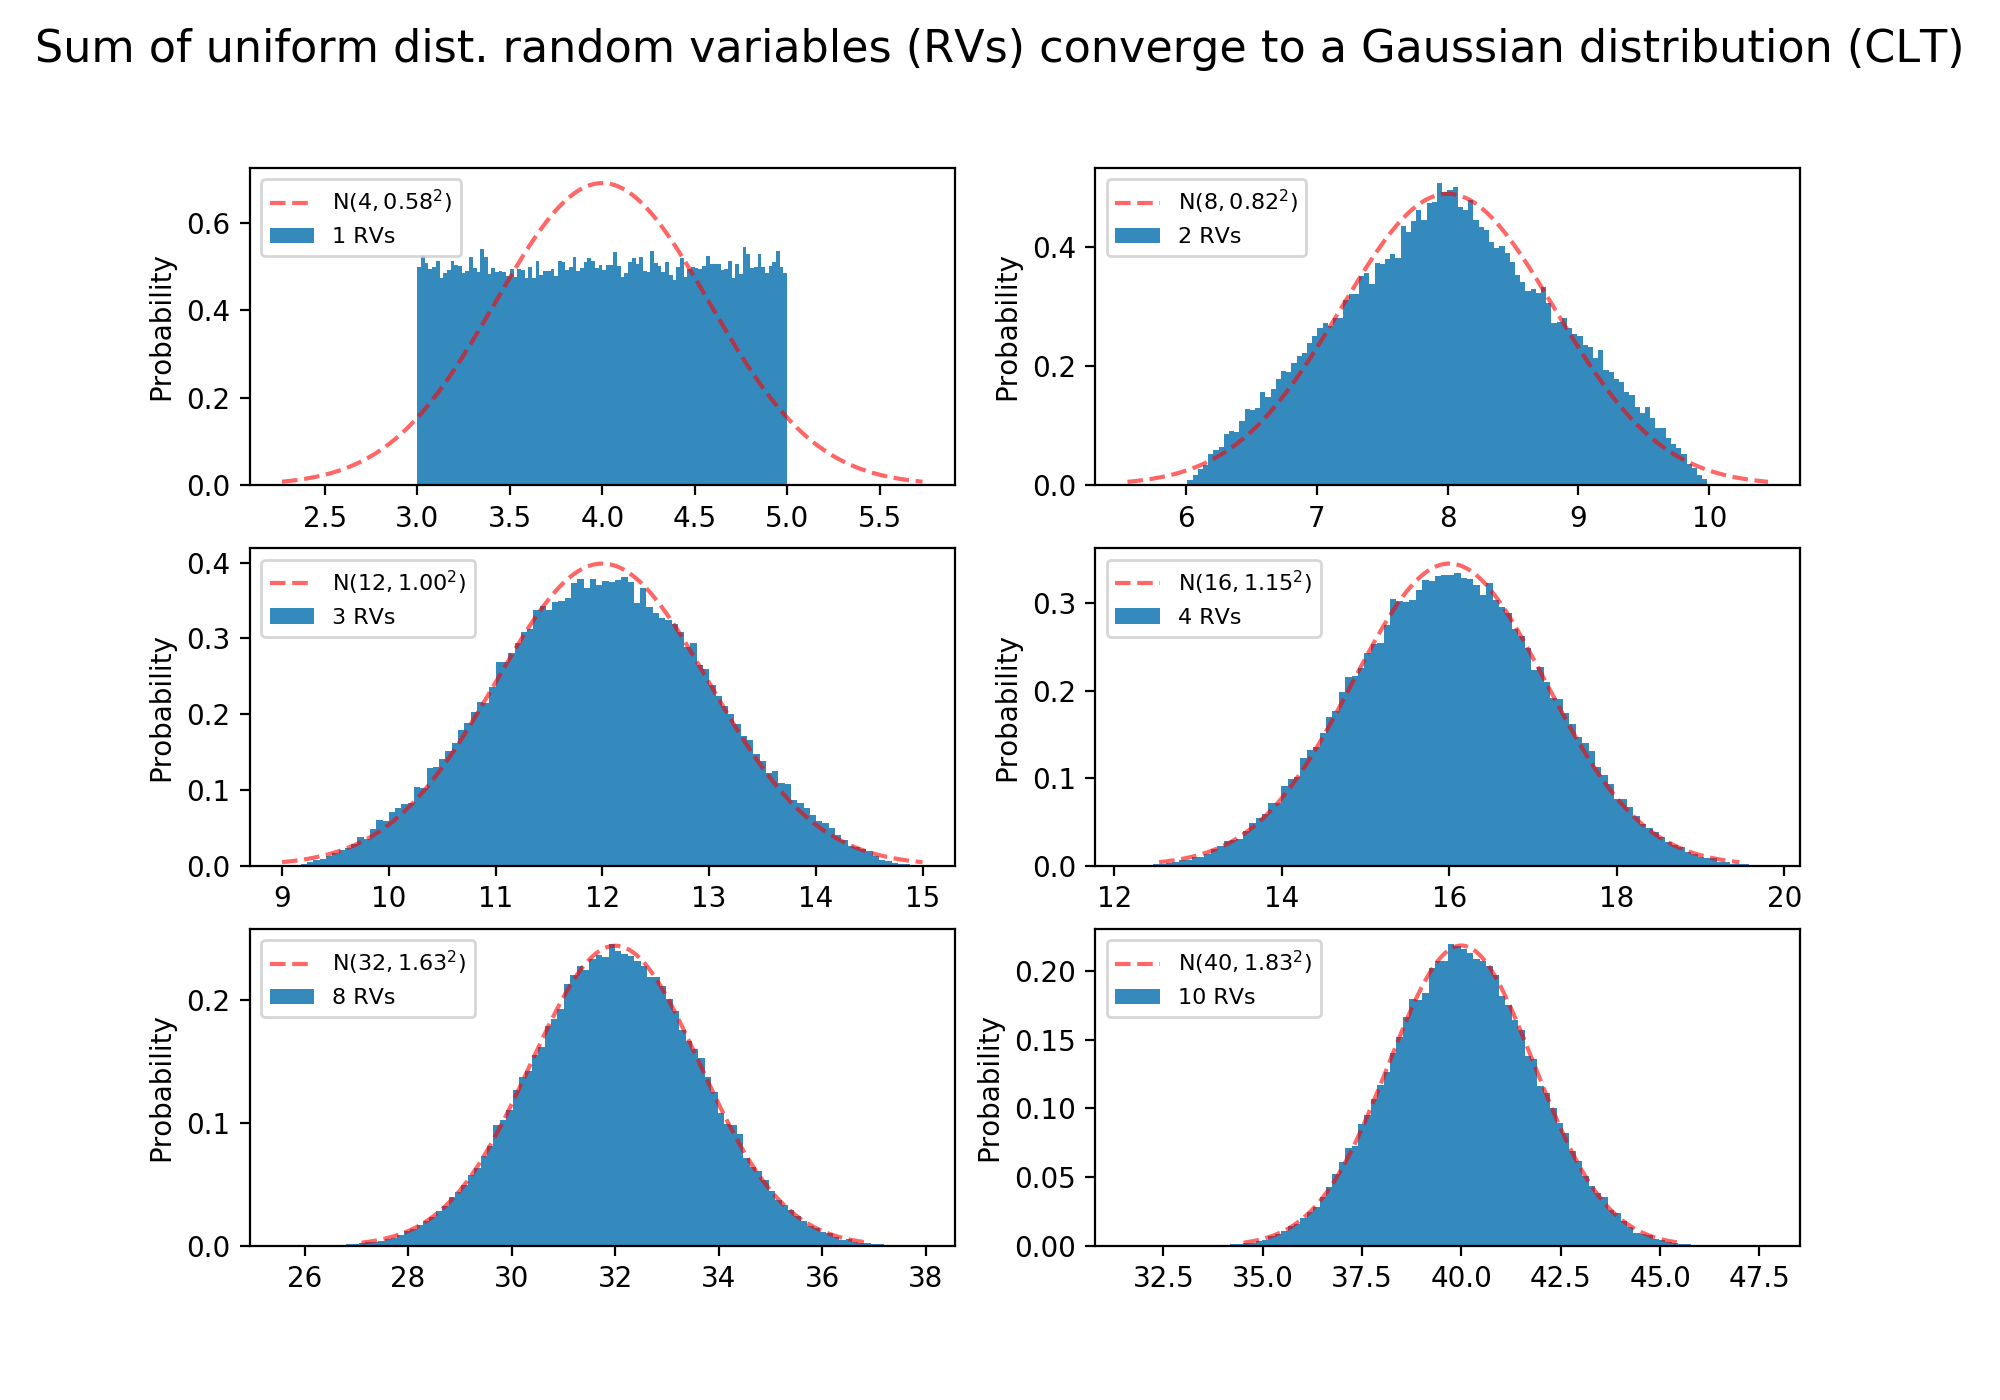 Sum of uniform dist. random variables (RVs) converge to a Gaussian distribution (CLT)
N(4, 0.58²)
1 RVs
Probability
0.6
0.4
0.2
0.0
2.5 3.0 3.5 4.0 4.5 5.0 5.5
N(8, 0.82²)
2 RVs
Probability
0.4
0.2
0.0
6 7 8 9 10
N(12, 1.00²)
3 RVs
Probability
0.4
0.3
0.2
0.1
0.0
9 10 11 12 13 14 15
N(16, 1.15²)
4 RVs
Probability
0.3
0.2
0.1
0.0
12 14 16 18 20
N(32, 1.63²)
8 RVs
Probability
0.2
0.1
0.0
26 28 30 32 34 36 38
N(40, 1.83²)
10 RVs
Probability
0.20
0.15
0.10
0.05
0.00
32.5 35.0 37.5 40.0 42.5 45.0 47.5